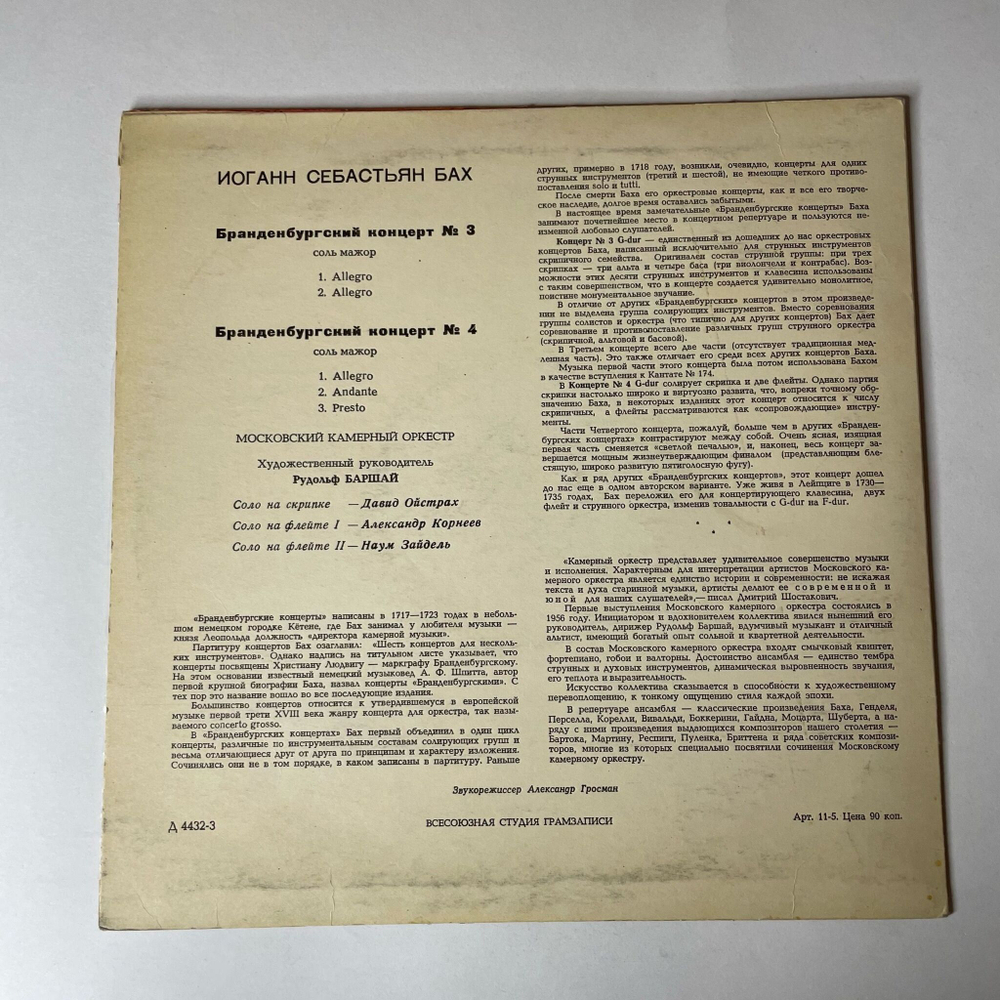 ИОГАНН СЕБАСТЬЯН БАХ
Бранденбургский концерт № 3
соль мажор
1. Allegro
2. Allegro
Бранденбургский концерт № 4
соль мажор
1. Allegro
2. Andante
3. Presto
МОСКОВСКИЙ КАМЕРНЫЙ ОРКЕСТР
Художественный руководитель
Рудольф БАРШАЙ
Соло на скрипке — Давид Ойстрах
Соло на флейте I — Александр Корнеев
Соло на флейте II — Наум Зайдель
«Бранденбургские концерты» написаны в 1717—1723 годах в неболь-
шом немецком городке Кётене, где Бах занимал у любителя музыки —
князя Леопольда должность «директора камерной музыки».
Партитуру концертов Бах озаглавил: «Шесть концертов для несколь-
ких инструментов». Однако надпись на титульном листе указывает, что
концерты посвящены Христиану Людвигу — маркграфу Бранденбургскому.
На этом основании известный немецкий музыковед А. Ф. Шпитта, автор
первой крупной биографии Баха, назвал концерты «Бранденбургскими». С
тех пор это название вошло во все последующие издания.
Большинство концертов относится к утвердившемуся в европейской
музыке первой трети XVIII века жанру концерта для оркестра, так назы-
ваемого concerto grosso.
В «Бранденбургских концертах» Бах первый объединил в один цикл
концерты, различные по инструментальным составам солирующих групп и
весьма отличающиеся друг от друга по принципам и характеру изложения.
Сочинялись они не в том порядке, в каком записаны в партитуру. Раньше
других, примерно в 1718 году, возникли, очевидно, концерты для одних
струнных инструментов (третий и шестой), не имеющие четкого противо-
поставления solo и tutti.
После смерти Баха его оркестровые концерты, как и все его творче-
ское наследие, долгое время оставались забытыми.
В настоящее время замечательные «Бранденбургские концерты» Баха
занимают почетнейшее место в концертном репертуаре и пользуются не-
изменной любовью слушателей.
Концерт № 3 G-dur — единственный из дошедших до нас оркестровых
концертов Баха, написанный исключительно для струнных инструментов
скрипичного семейства. Оригинален состав струнной группы: при трех
скрипках — три альта и четыре баса (три виолончели и контрабас). Воз-
можности этих десяти струнных инструментов и клавесина использованы
с таким совершенством, что в концерте создается удивительно монолитное,
поистине монументальное звучание.
В отличие от других «Бранденбургских» концертов в этом произведе-
нии не выделена группа солирующих инструментов. Вместо соревнования
группы солистов и оркестра (что типично для других концертов) Бах дает
соревнование и противопоставление различных групп струнного оркестра
(скрипичной, альтовой и басовой).
В Третьем концерте всего две части (отсутствует традиционная мед-
ленная часть). Это также отличает его среди всех других концертов Баха.
Музыка первой части этого концерта была потом использована Бахом
в качестве вступления к Кантате № 174.
В Концерте № 4 G-dur солирует скрипка и две флейты. Однако партия
скрипки настолько широко и виртуозно развита, что, вопреки точному обо-
значению Баха, в некоторых изданиях этот концерт относится к числу
скрипичных, а флейты рассматриваются как «сопровождающие» инстру-
менты.
Части Четвертого концерта, пожалуй, больше чем в других «Бранден-
бургских концертах» контрастируют между собой. Очень ясная, изящная
первая часть сменяется «светлой печалью», и, наконец, весь концерт за-
вершается мощным жизнеутверждающим финалом (представляющим бле-
стящую, широко развитую пятиголосную фугу).
Как и ряд других «Бранденбургских концертов», этот концерт дошел
до нас еще в одном авторском варианте. Уже живя в Лейпциге в 1730—
1735 годах, Бах переложил его для концертирующего клавесина, двух
флейт и струнного оркестра, изменив тональности с G-dur на F-dur.
«Камерный оркестр представляет удивительное совершенство музыки
и исполнения. Характерным для интерпретации артистов Московского ка-
мерного оркестра является единство истории и современности: не искажая
текста и духа старинной музыки, артисты делают ее современной и
юной для наших слушателей»,— писал Дмитрий Шостакович.
Первые выступления Московского камерного оркестра состоялись в
1956 году. Инициатором и вдохновителем коллектива явился нынешний его
руководитель, дирижер Рудольф Баршай, вдумчивый музыкант и отличный
альтист, имеющий богатый опыт сольной и квартетной деятельности.
В состав Московского камерного оркестра входят смычковый квинтет,
фортепиано, гобои и валторны. Достоинство ансамбля — единство тембра
струнных и духовых инструментов, динамическая выровненность звучания,
его теплота и выразительность.
Искусство коллектива сказывается в способности к художественному
перевоплощению, к тонкому ощущению стиля каждой эпохи.
В репертуаре ансамбля — классические произведения Баха, Генделя,
Перселла, Корелли, Вивальди, Боккерини, Гайдна, Моцарта, Шуберта, а на-
ряду с ними произведения выдающихся композиторов нашего столетия —
Бартока, Мартину, Респиги, Пуленка, Бриттена и ряда советских компози-
торов, многие из которых специально посвятили сочинения Московскому
камерному оркестру.
Звукорежиссер Александр Гросман
Д 4432-3
ВСЕСОЮЗНАЯ СТУДИЯ ГРАМЗАПИСИ
Арт. 11-5. Цена 90 коп.